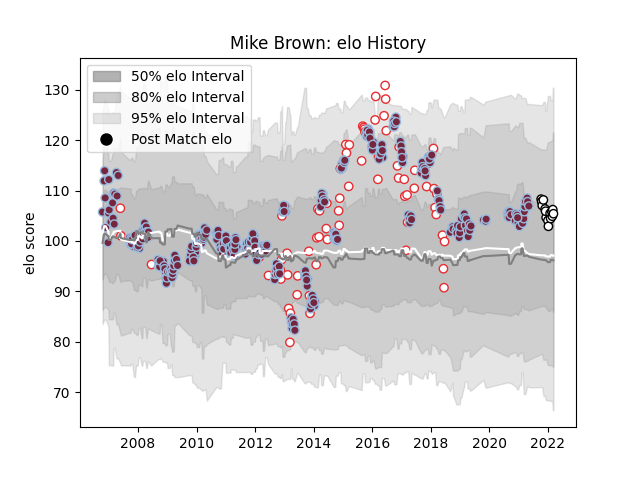 Mike Brown: elo History
50% elo Interval
80% elo Interval
95% elo Interval
Post Match elo
elo score
130
120
110
100
90
80
70
2008 2010 2012 2014 2016 2018 2020 2022